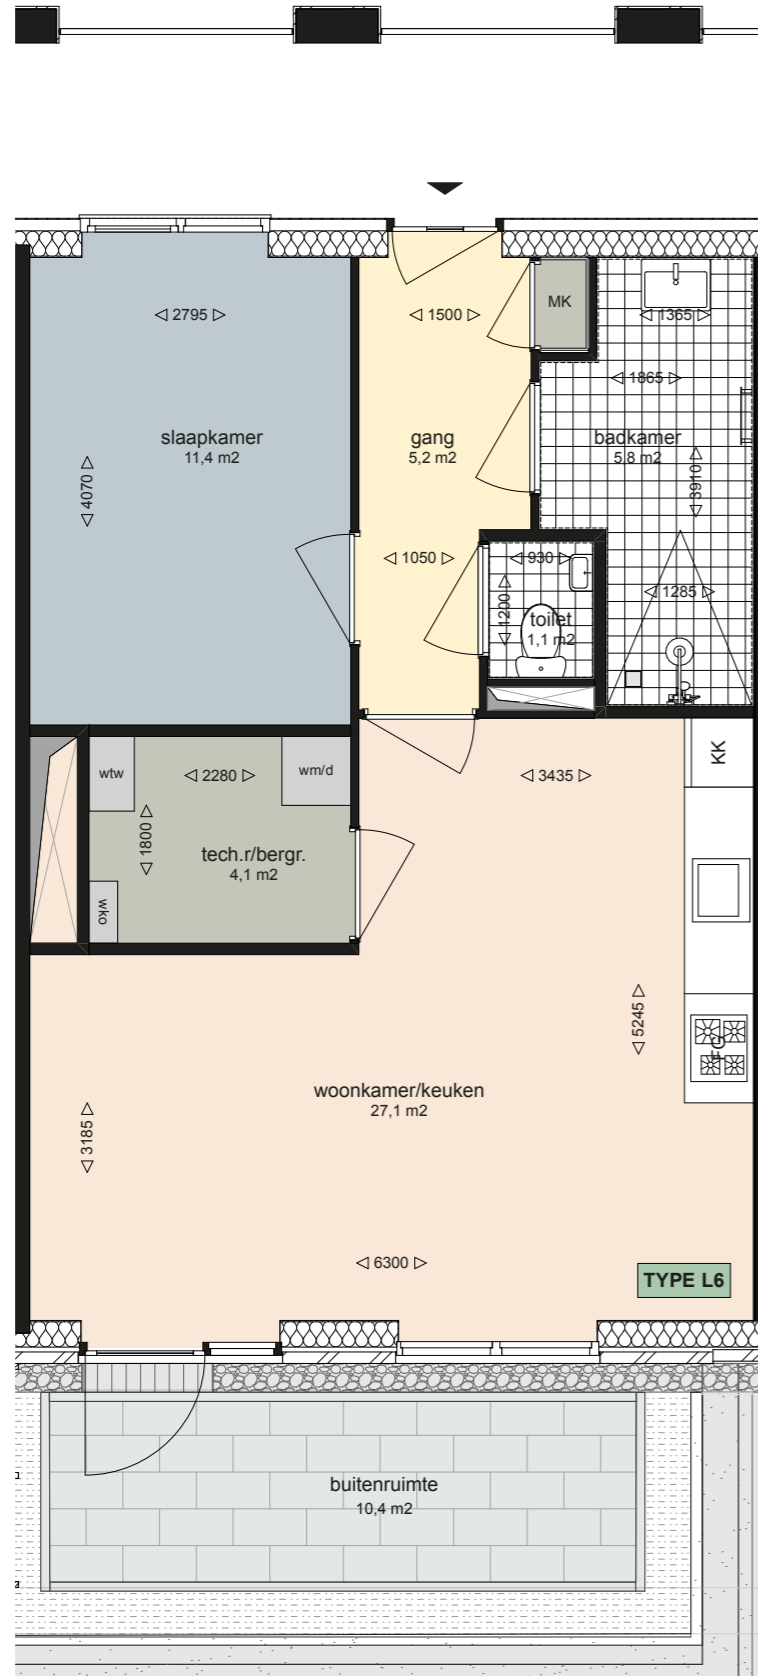 ◁ 2795 ▷
◁ 1500 ▷
MK
◁ 1365 ▷
◁ 1865 ▷
slaapkamer
11,4 m2
gang
5,2 m2
badkamer
5,8 m2
◁ 4070 ▷
◁ 3910 ▷
◁ 1050 ▷
◁ 930 ▷
◁ 1200 ▷
toilet
1,1 m2
◁ 1285 ▷
wtw
◁ 2280 ▷
wm/d
◁ 3435 ▷
KK
◁ 1800 ▷
tech.r/bergr.
4,1 m2
wko
◁ 5245 ▷
FG
woonkamer/keuken
27,1 m2
◁ 3185 ▷
◁ 6300 ▷
TYPE L6
buitenruimte
10,4 m2